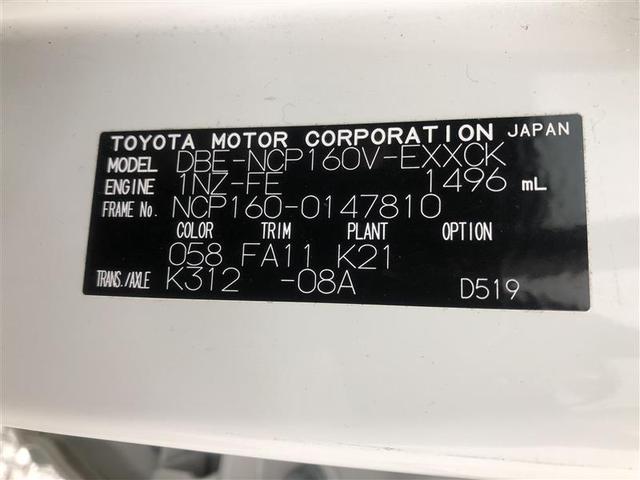 TOYOTA MOTOR CORPORATION JAPAN
MODEL DBE-NCP160V-EXXCK
ENGINE 1NZ-FE 1496 mL
FRAME No. NCP160-0147810
COLOR TRIM PLANT OPTION
058 FA11 K21
TRANS./AXLE K312 -08A D519